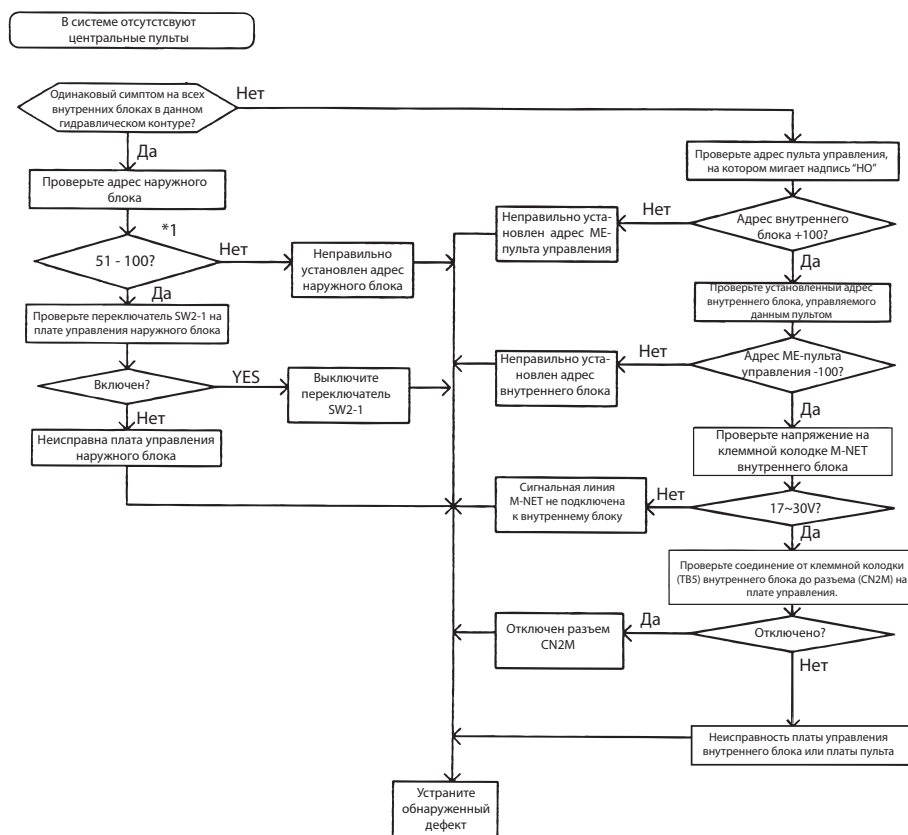 В системе отсутстсвуют
центральные пульты
Одинаковый симптом на всех
внутренних блоках в данном
гидравлическом контуре?
Нет
Да
Проверьте адрес наружного
блока
*1
51 - 100?
Нет
Неправильно
установлен адрес
наружного блока
Да
Проверьте переключатель SW2-1 на
плате управления наружного блока
Включен?
YES
Выключите
переключатель
SW2-1
Нет
Неисправна плата управления
наружного блока
Проверьте адрес пульта управления,
на котором мигает надпись "HO"
Адрес внутреннего
блока +100?
Нет
Неправильно уста-
новлен адрес ME-
пульта управления
Да
Проверьте установленный адрес
внутреннего блока, управляемого
данным пультом
Адрес ME-пульта
управления -100?
Нет
Неправильно уста-
новлен адрес
внутреннего блока
Да
Проверьте напряжение на
клеммной колодке M-NET
внутреннего блока
17~30V?
Нет
Сигнальная линия
M-NET не подключена
к внутреннему блоку
Да
Проверьте соединение от клеммной колодки
(TB5) внутреннего блока до разъема (CN2M) на
плате управления.
Отключено?
Да
Отключен разъем
CN2M
Нет
Неисправность платы управления
внутреннего блока или платы пульта
Устраните
обнаруженный
дефект